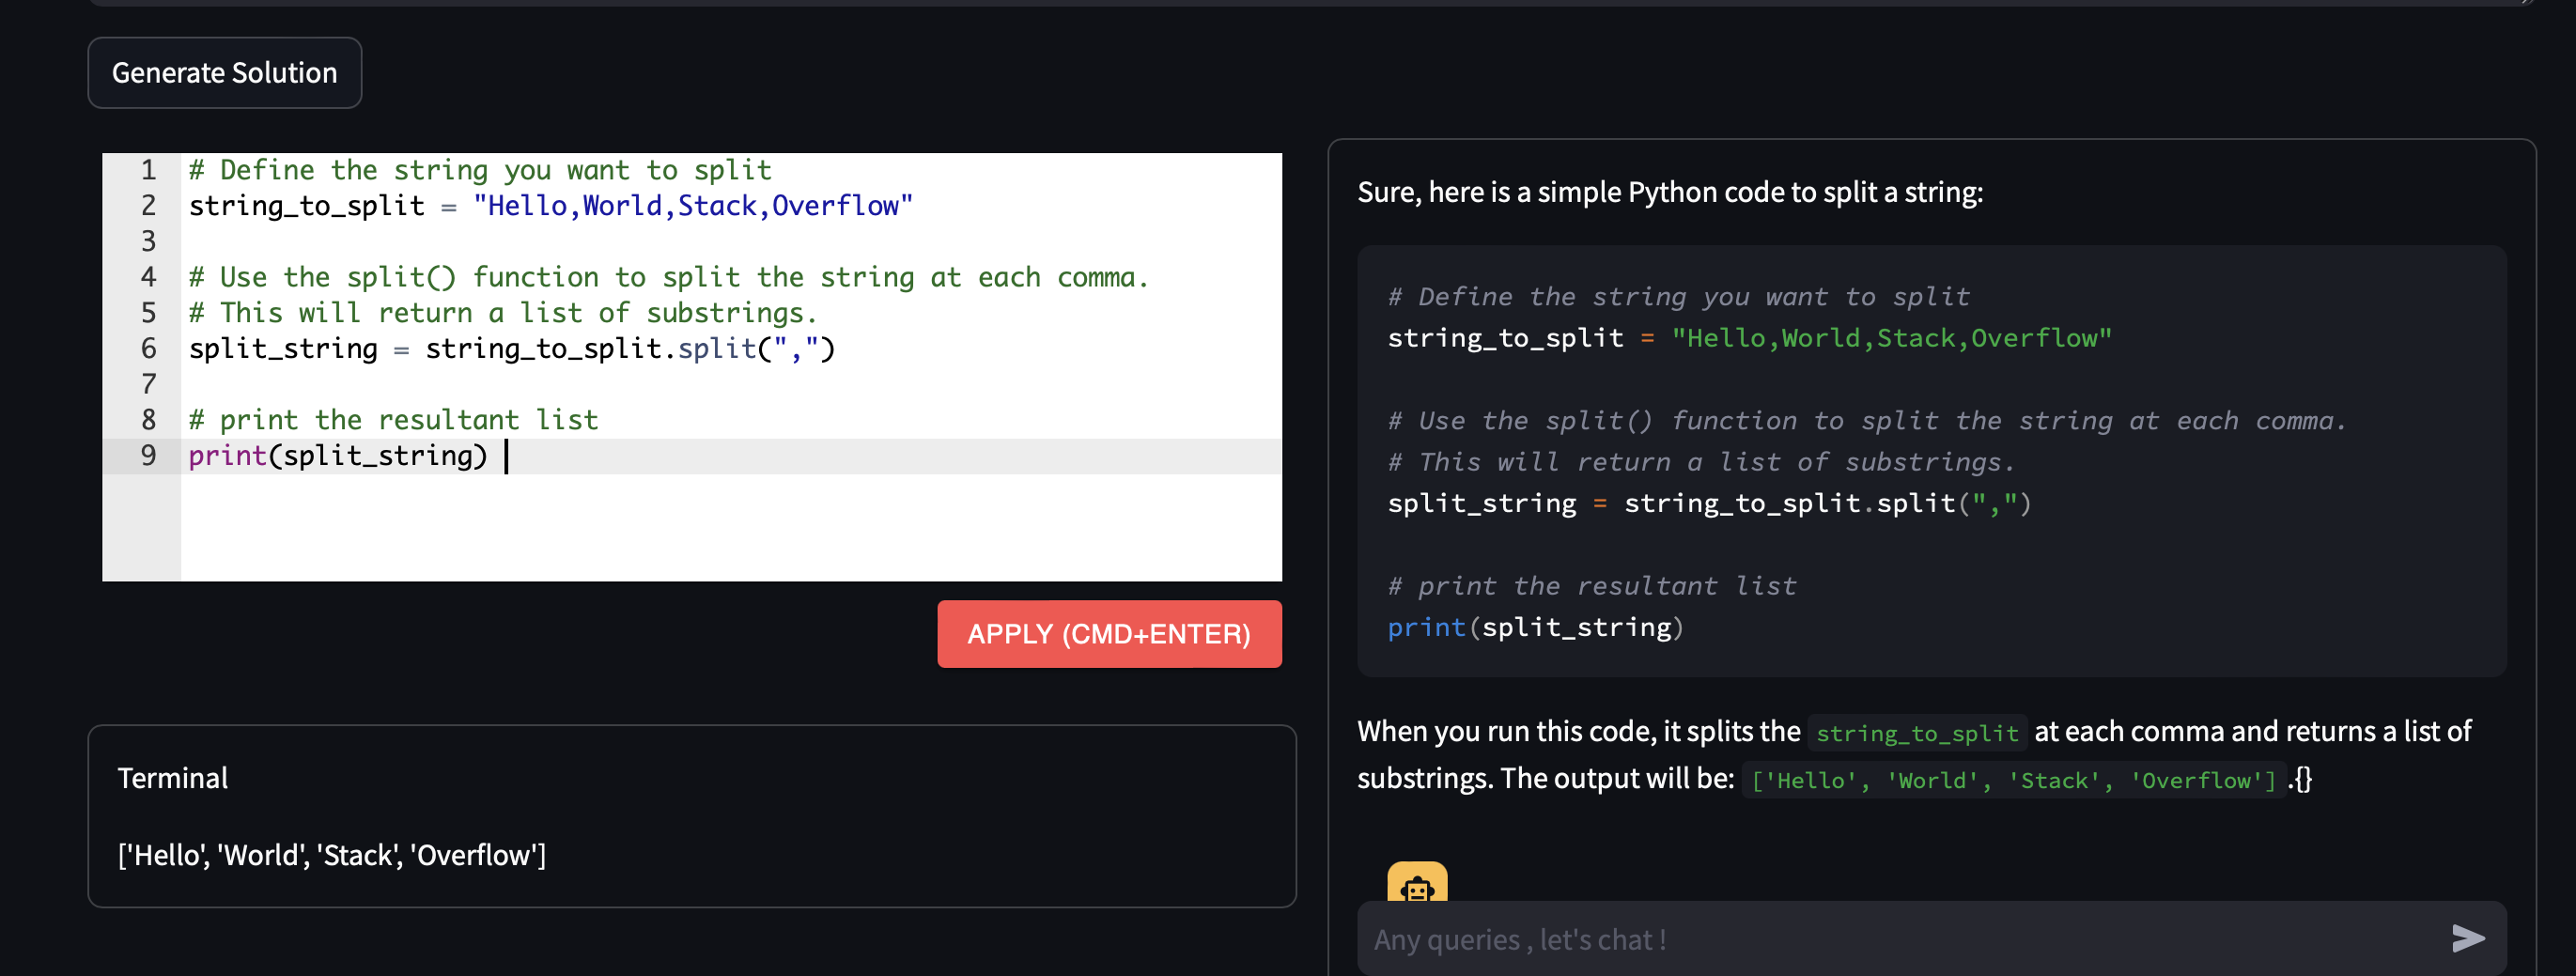 Generate Solution
1 # Define the string you want to split
2 string_to_split = "Hello,World,Stack,Overflow"
3
4 # Use the split() function to split the string at each comma.
5 # This will return a list of substrings.
6 split_string = string_to_split.split(",")
7
8 # print the resultant list
9 print(split_string)
APPLY (CMD+ENTER)
Terminal
['Hello', 'World', 'Stack', 'Overflow']
Sure, here is a simple Python code to split a string:
# Define the string you want to split
string_to_split = "Hello,World,Stack,Overflow"
# Use the split() function to split the string at each comma.
# This will return a list of substrings.
split_string = string_to_split.split(",")
# print the resultant list
print(split_string)
When you run this code, it splits the string_to_split at each comma and returns a list of
substrings. The output will be: ['Hello', 'World', 'Stack', 'Overflow'].{}
Any queries , let's chat !